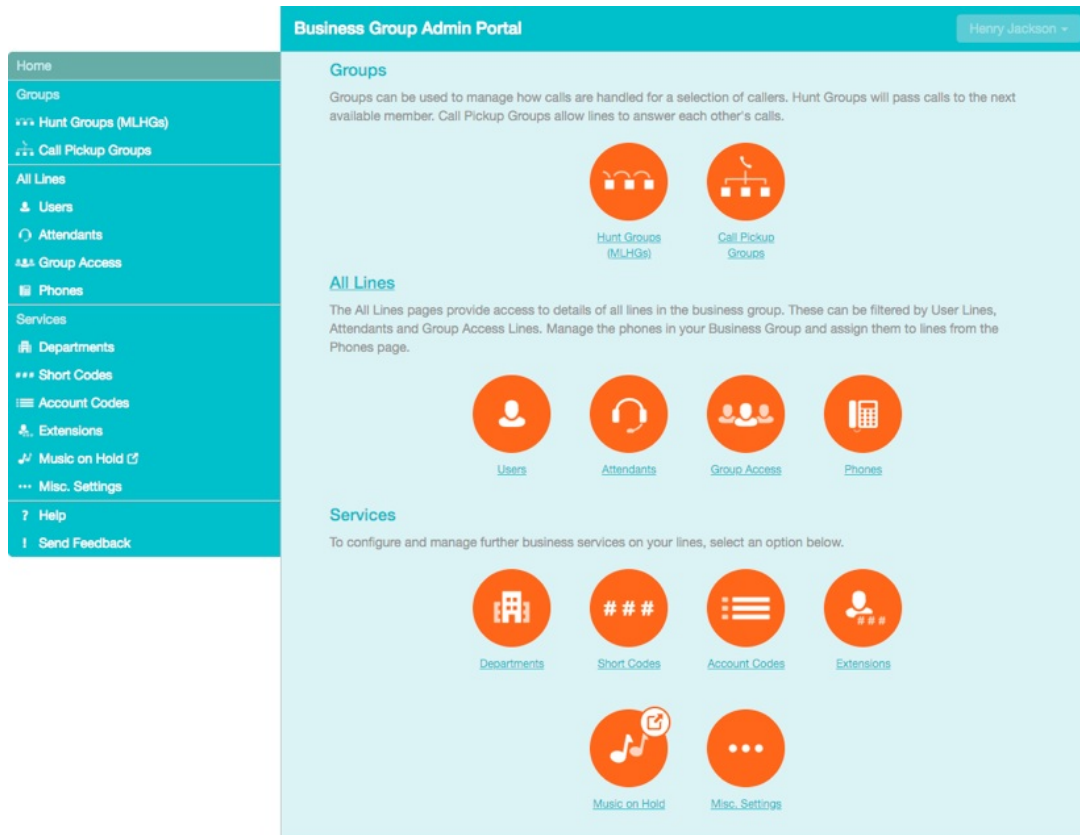 Business Group Admin Portal
Henry Jackson
Home
Groups
Hunt Groups (MLHGs)
Call Pickup Groups
All Lines
Users
Attendants
Group Access
Phones
Services
Departments
### Short Codes
Account Codes
Extensions
Music on Hold
Misc. Settings
? Help
! Send Feedback
Groups
Groups can be used to manage how calls are handled for a selection of callers. Hunt Groups will pass calls to the next
available member. Call Pickup Groups allow lines to answer each other's calls.
Hunt Groups
(MLHGs)
Call Pickup
Groups
All Lines
The All Lines pages provide access to details of all lines in the business group. These can be filtered by User Lines,
Attendants and Group Access Lines. Manage the phones in your Business Group and assign them to lines from the
Phones page.
Users
Attendants
Group Access
Phones
Services
To configure and manage further business services on your lines, select an option below.
###
###
Departments
Short Codes
Account Codes
Extensions
Music on Hold
Misc. Settings